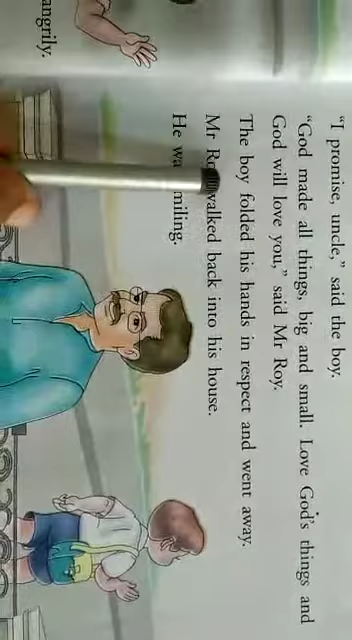 "I promise, uncle," said the boy.
"God made all things, big and small. Love God's things and
God will love you," said Mr Roy.
The boy folded his hands in respect and went away.
Mr walked back into his house.
He
angrily.